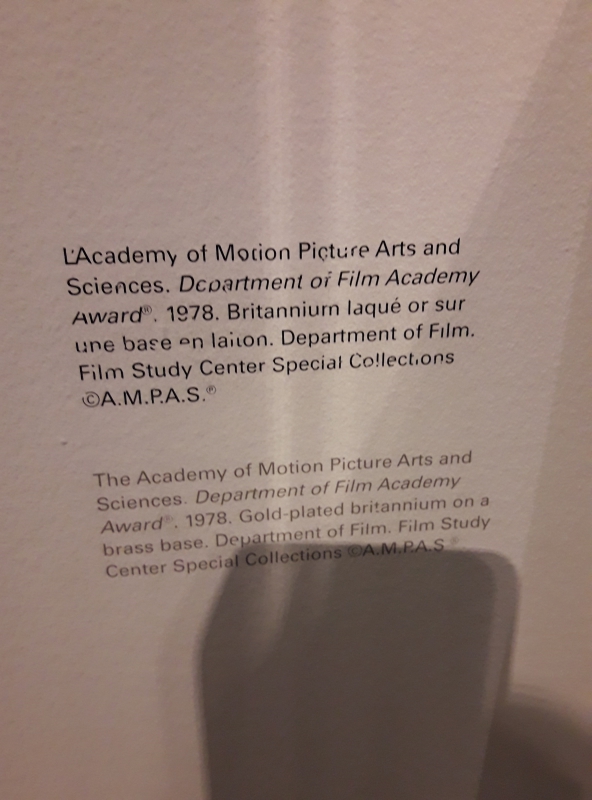 L'Academy of Motion Picture Arts and
Sciences. Department of Film Academy
Award®. 1978. Britannium laqué or sur
une base en laiton. Department of Film.
Film Study Center Special Collections
©A.M.P.A.S.®
The Academy of Motion Picture Arts and
Sciences. Department of Film Academy
Award®. 1978. Gold-plated britannium on a
brass base. Department of Film. Film Study
Center Special Collections ©A.M.P.A.S.®